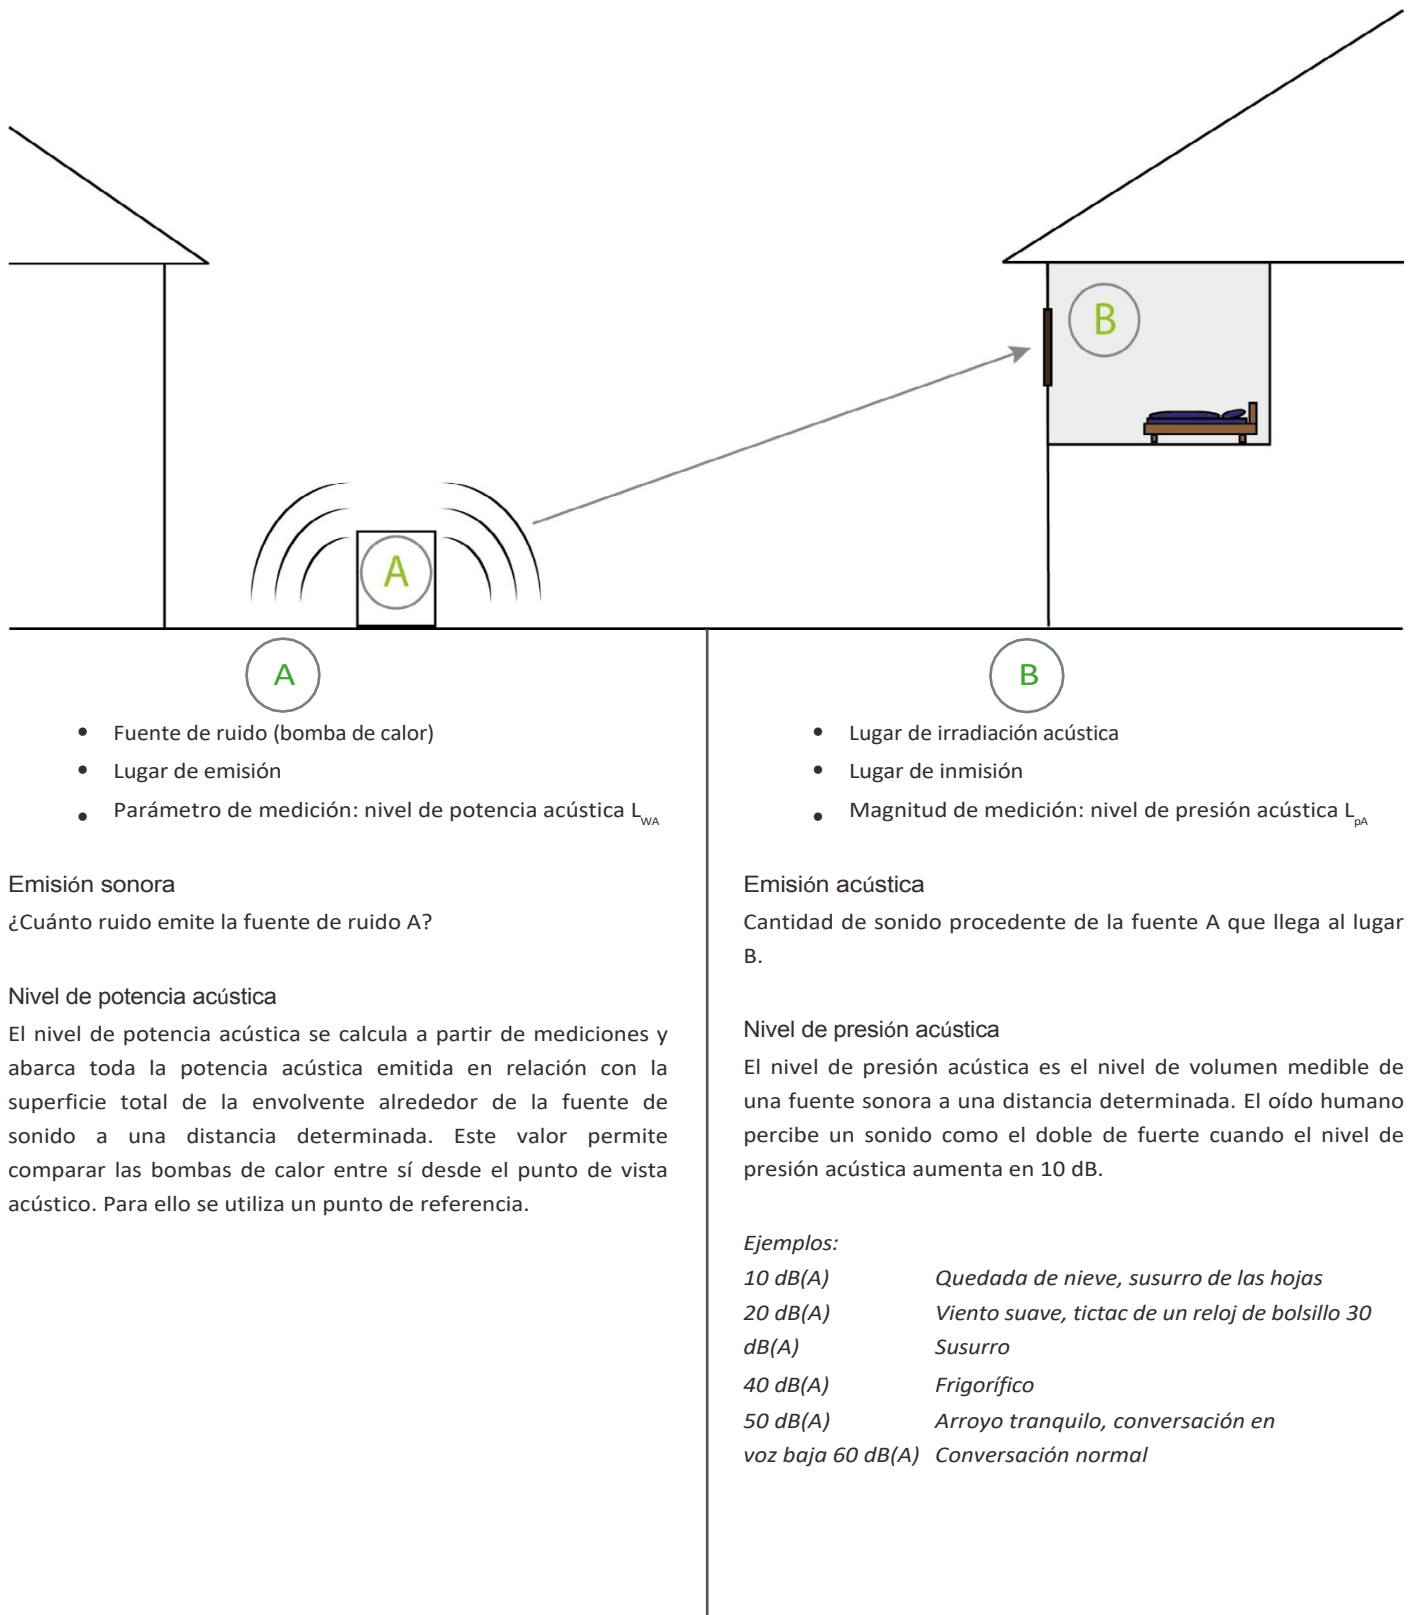 B
A
A
Fuente de ruido (bomba de calor)
Lugar de emisión
Parámetro de medición: nivel de potencia acústica LWA
Emisión sonora
¿Cuánto ruido emite la fuente de ruido A?
Nivel de potencia acústica
El nivel de potencia acústica se calcula a partir de mediciones y
abarca toda la potencia acústica emitida en relación con la
superficie total de la envolvente alrededor de la fuente de
sonido a una distancia determinada. Este valor permite
comparar las bombas de calor entre sí desde el punto de vista
acústico. Para ello se utiliza un punto de referencia.
B
Lugar de irradiación acústica
Lugar de inmisión
Magnitud de medición: nivel de presión acústica LpA
Emisión acústica
Cantidad de sonido procedente de la fuente A que llega al lugar
B.
Nivel de presión acústica
El nivel de presión acústica es el nivel de volumen medible de
una fuente sonora a una distancia determinada. El oído humano
percibe un sonido como el doble de fuerte cuando el nivel de
presión acústica aumenta en 10 dB.
Ejemplos:
10 dB(A) Quedada de nieve, susurro de las hojas
20 dB(A) Viento suave, tictac de un reloj de bolsillo 30
dB(A) Susurro
40 dB(A) Frigorífico
50 dB(A) Arroyo tranquilo, conversación en
voz baja 60 dB(A) Conversación normal